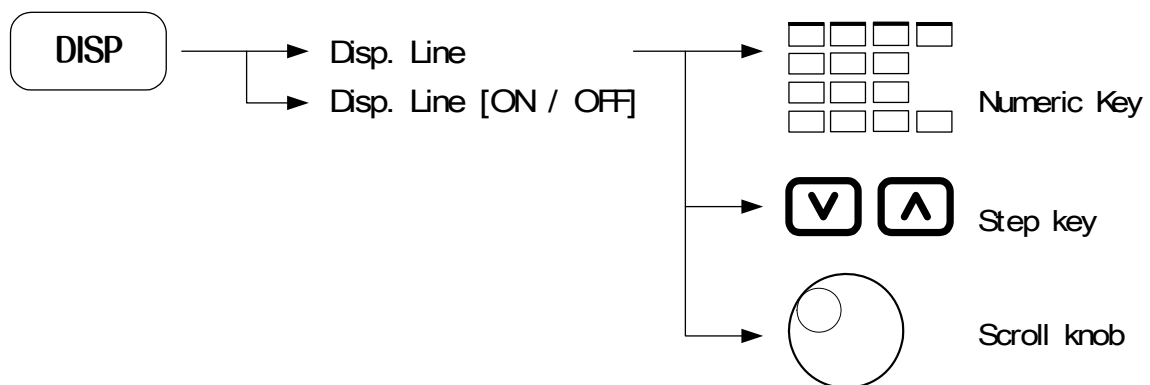 DISP
Disp. Line
Disp. Line [ON / OFF]
Numeric Key
Step key
Scroll knob